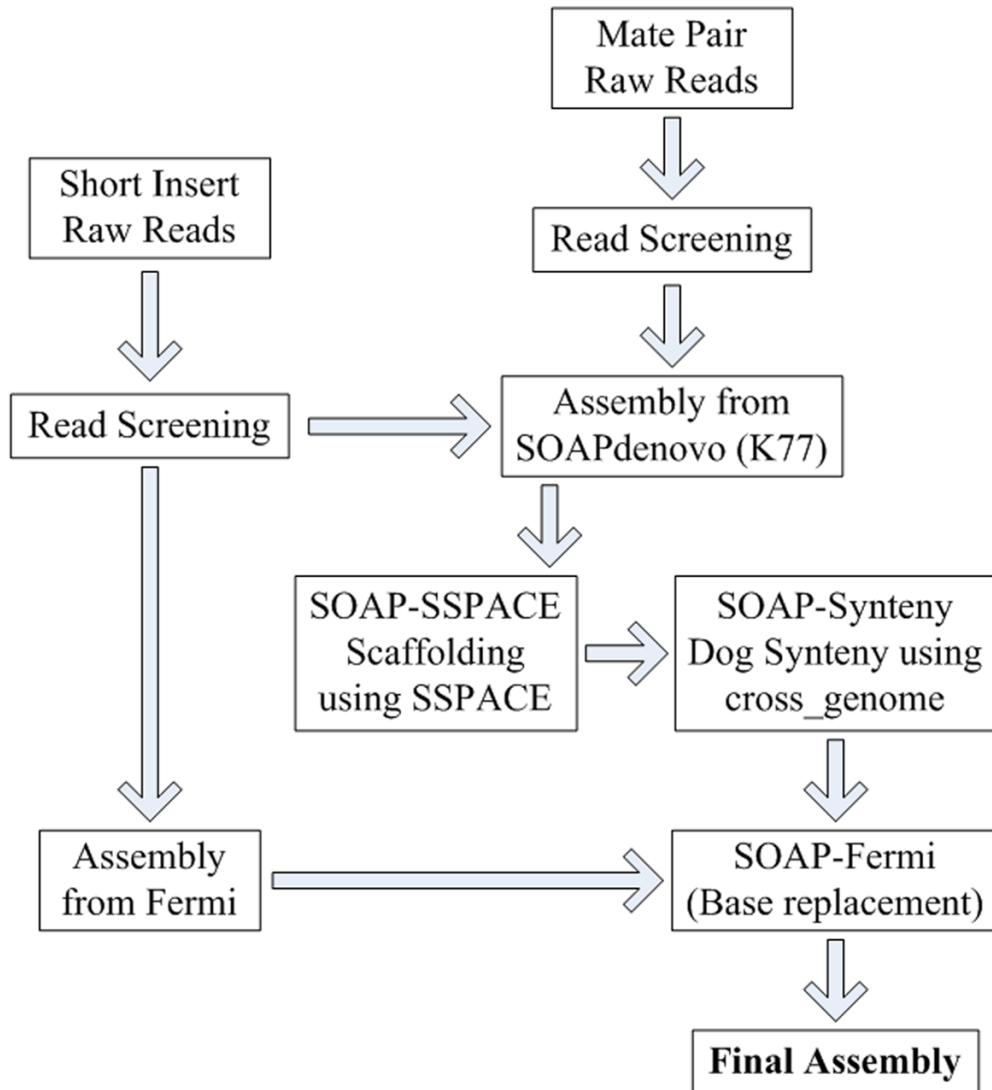 Mate Pair
Raw Reads
Short Insert
Raw Reads
Read Screening
Read Screening
Assembly from
SOAPdenovo (K77)
SOAP-SSPACE
Scaffolding
using SSPACE
SOAP-Synteny
Dog Synteny using
cross_genome
Assembly
from Fermi
SOAP-Fermi
(Base replacement)
Final Assembly